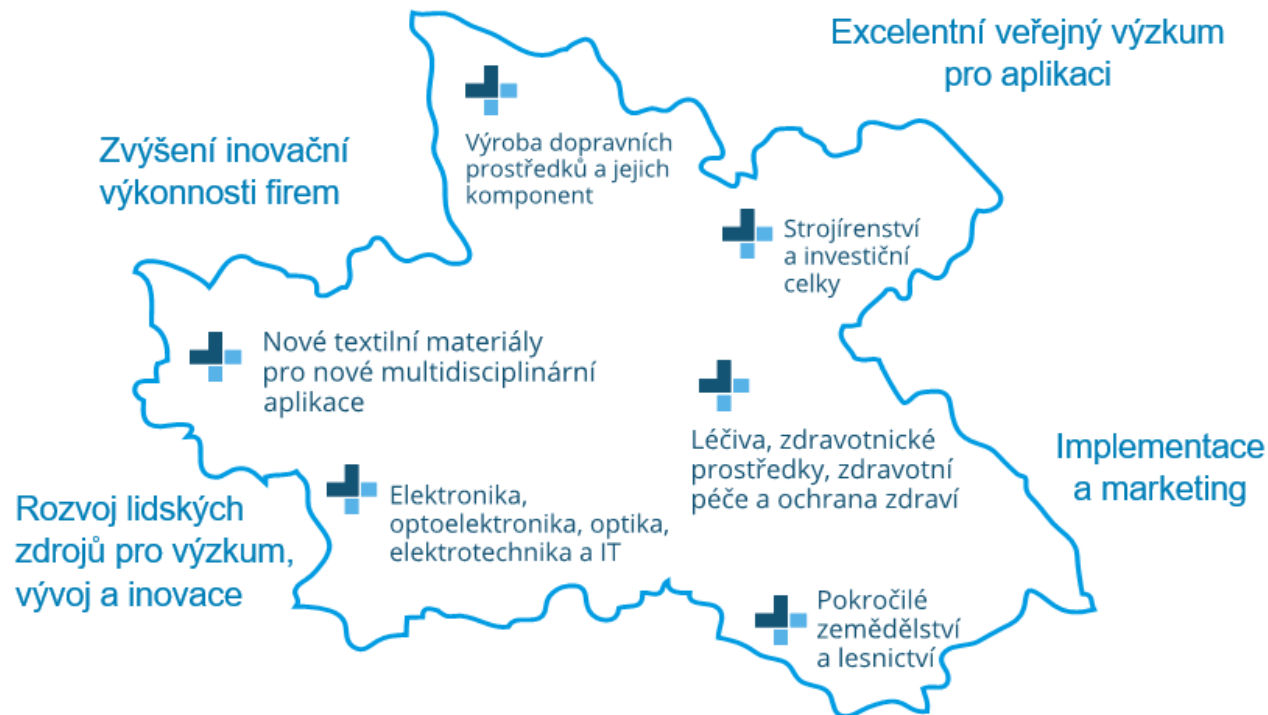 Excelentní veřejný výzkum
pro aplikaci
Zvýšení inovační
výkonnosti firem
Výroba dopravních
prostředků a jejich
komponent
Strojírenství
a investiční
celky
Nové textilní materiály
pro nové multidisciplinární
aplikace
Léčiva, zdravotnické
prostředky, zdravotní
péče a ochrana zdraví
Implementace
a marketing
Rozvoj lidských
zdrojů pro výzkum,
vývoj a inovace
Elektronika,
optoelektronika, optika,
elektrotechnika a IT
Pokročilé
zemědělství
a lesnictví